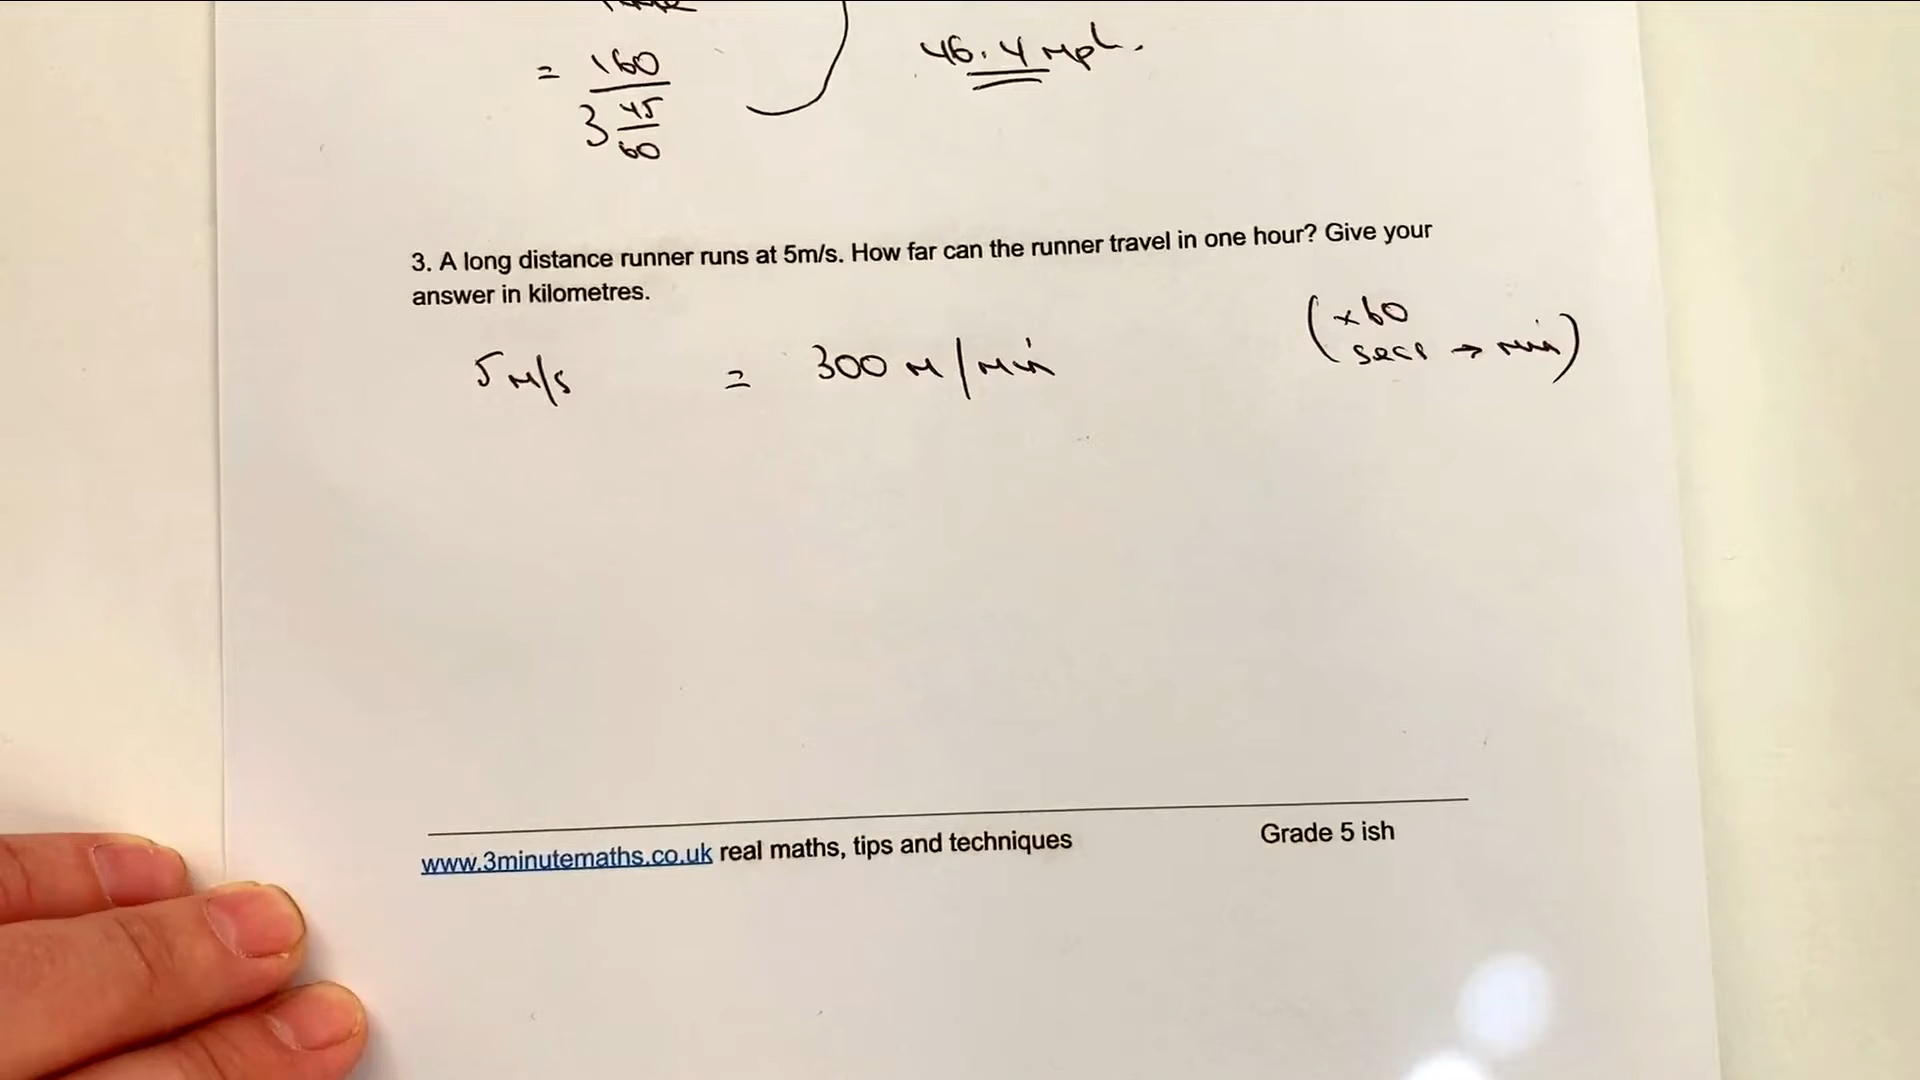 = 160
3 45
60
46.4 mph.
3. A long distance runner runs at 5m/s. How far can the runner travel in one hour? Give your
answer in kilometres.
(x60
secs → min)
5 m/s = 300 m/min
www.3minutemaths.co.uk real maths, tips and techniques
Grade 5 ish